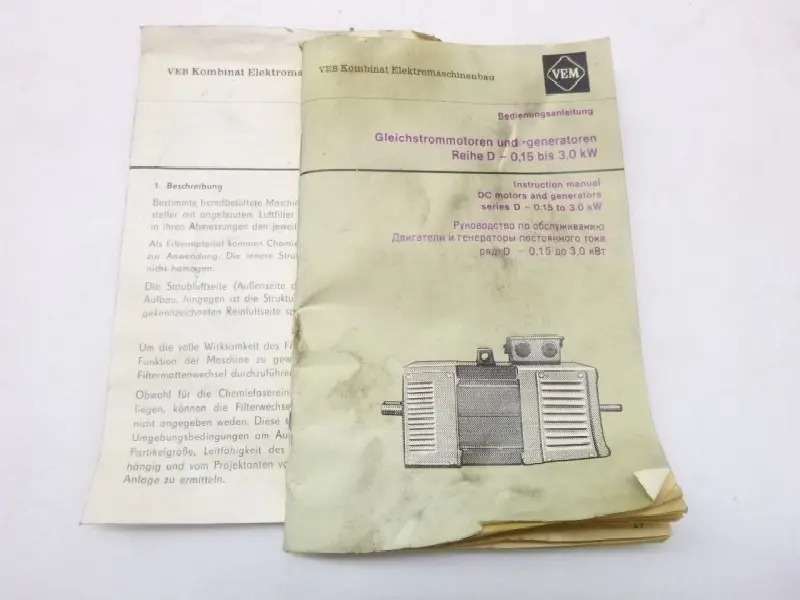 VEB Kombinat Elektroma
1. Beschreibung
Bestimmte fremdbelüftete Maschin
steller mit angebautem Luftfilter
in ihren Abmessungen den jeweil
Als Filtermaterial kommen Chemie
zur Anwendung. Die innere Stru
nicht homogen.
Die Staubluftseite (Außenseite d
Aufbau, hingegen ist die Struktu
gekennzeichneten Reinluftseite
Um die volle Wirksamkeit des Fi
Funktion der Maschine zu gew
Filtermattenwechsel durchzuführen
Obwohl für die Chemiefaserein
liegen, können die Filterwechse
nicht angegeben weden. Diese s
Umgebungsbedingungen am Au
Partikelgröße, Leitfähigkeit des
hängig und vom Projektanten
Anlage zu ermitteln.
VEB Kombinat Elektromaschinenbau
VEM
Bedienungsanleitung
Gleichstrommotoren und -generatoren
Reihe D – 0,15 bis 3,0 kW
Instruction manual
DC motors and generators
series D – 0.15 to 3.0 kW
Руководство по обслуживанию
Двигатели и генераторы постоянного тока
ряд D – 0,15 до 3,0 кВт
47